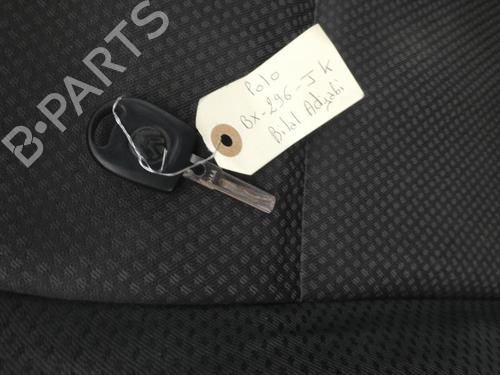 B-PARTS
Polo
BX-296-JK
Bilal Adjabi